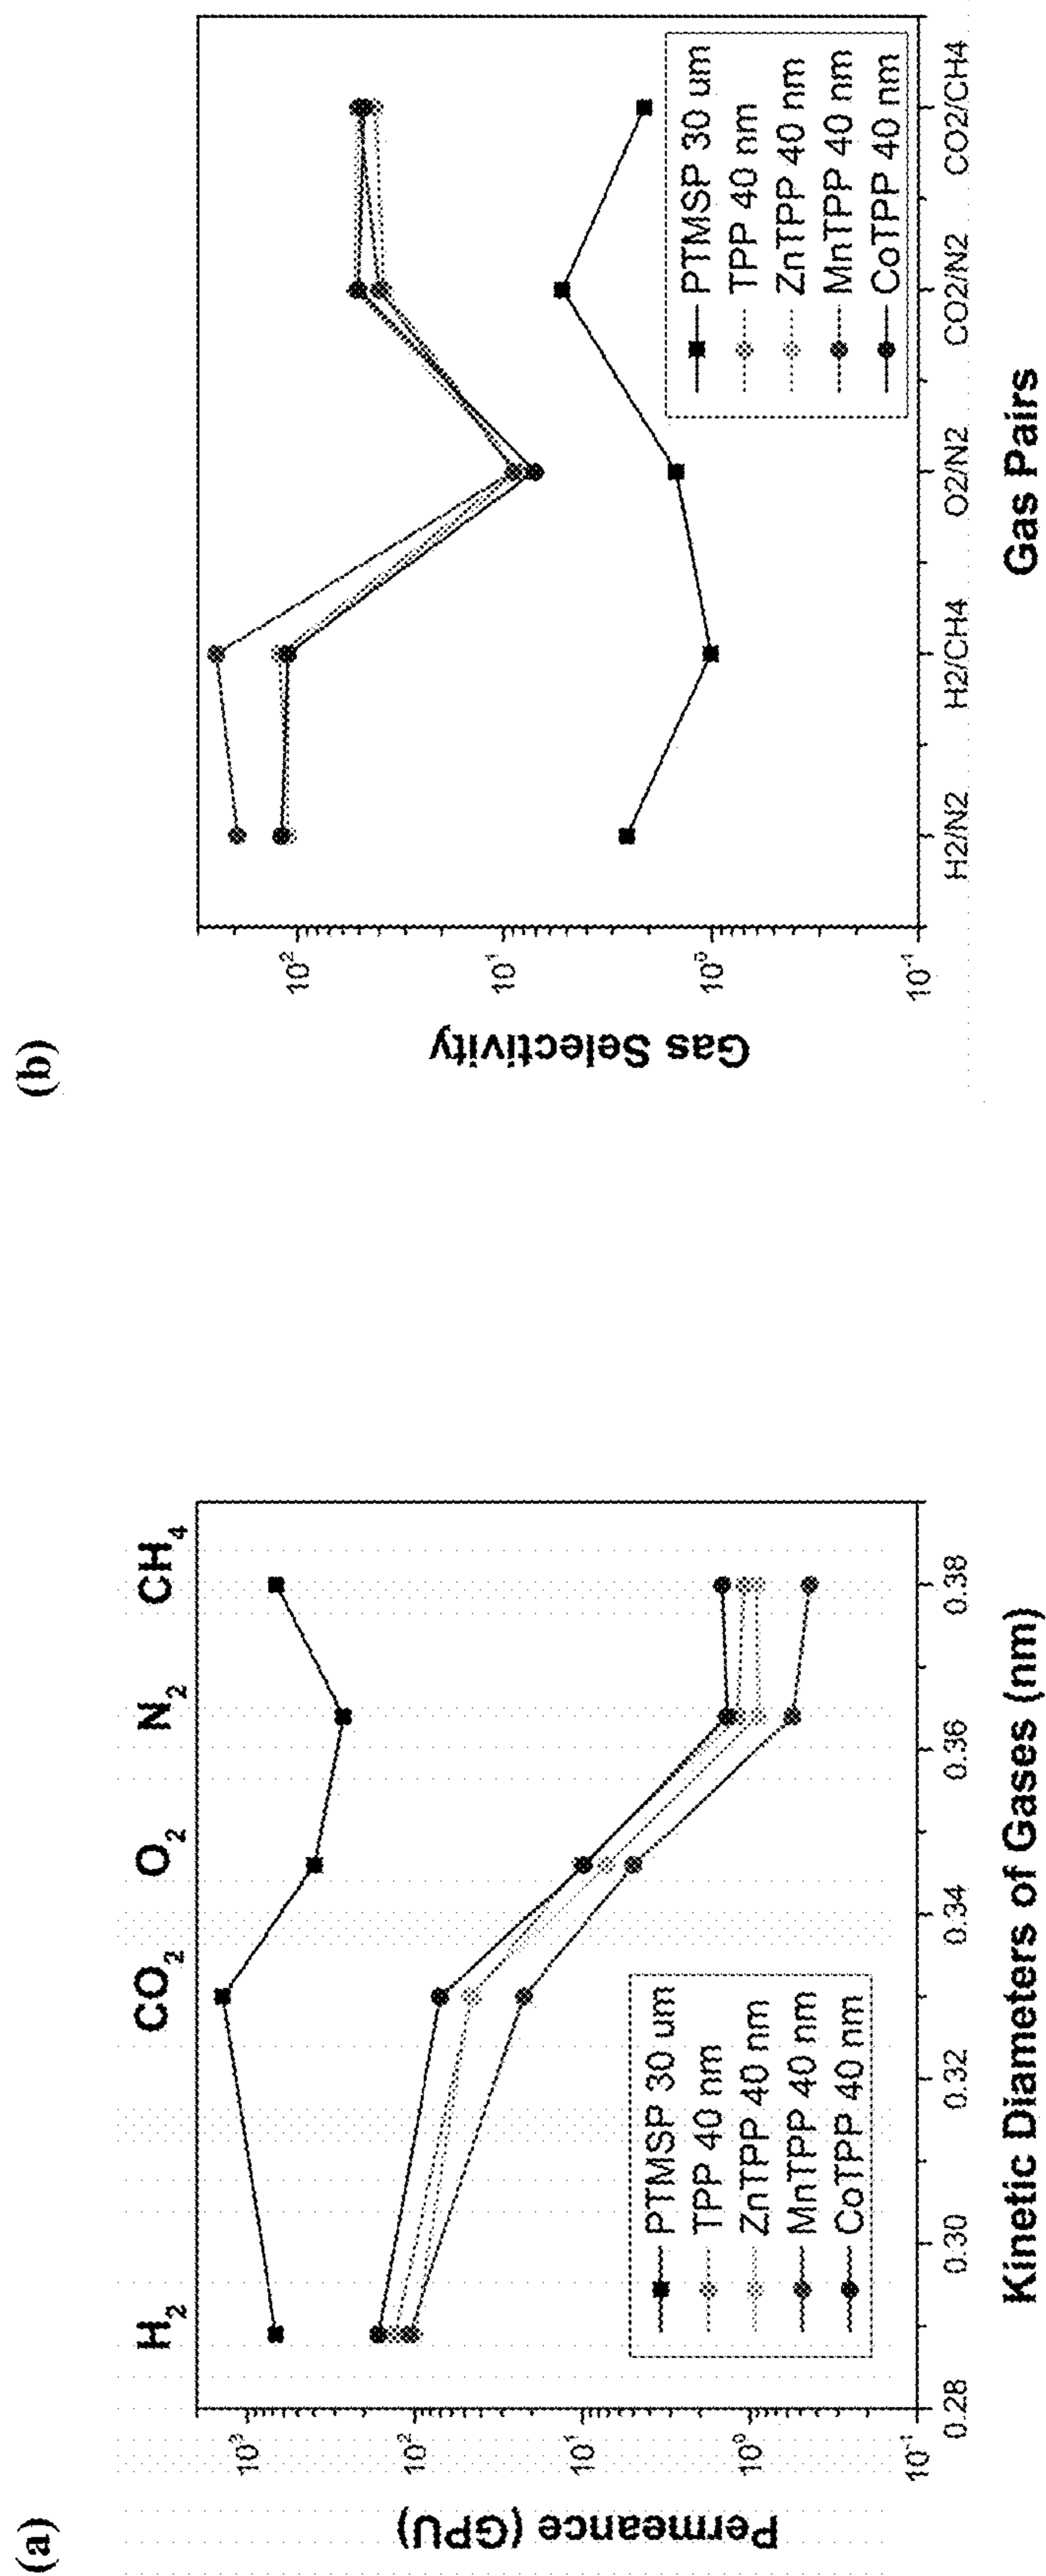 (a)
H2
CO2
O2
N2
CH4
Permeance (GPU)
10³
10²
10¹
10⁰
10⁻¹
PTMSP 30 um
TPP 40 nm
ZnTPP 40 nm
MnTPP 40 nm
CoTPP 40 nm
0.28
0.30
0.32
0.34
0.36
0.38
Kinetic Diameters of Gases (nm)
(b)
Gas Selectivity
10²
10¹
10⁰
10⁻¹
PTMSP 30 um
TPP 40 nm
ZnTPP 40 nm
MnTPP 40 nm
CoTPP 40 nm
H2/N2
H2/CH4
O2/N2
CO2/N2
CO2/CH4
Gas Pairs